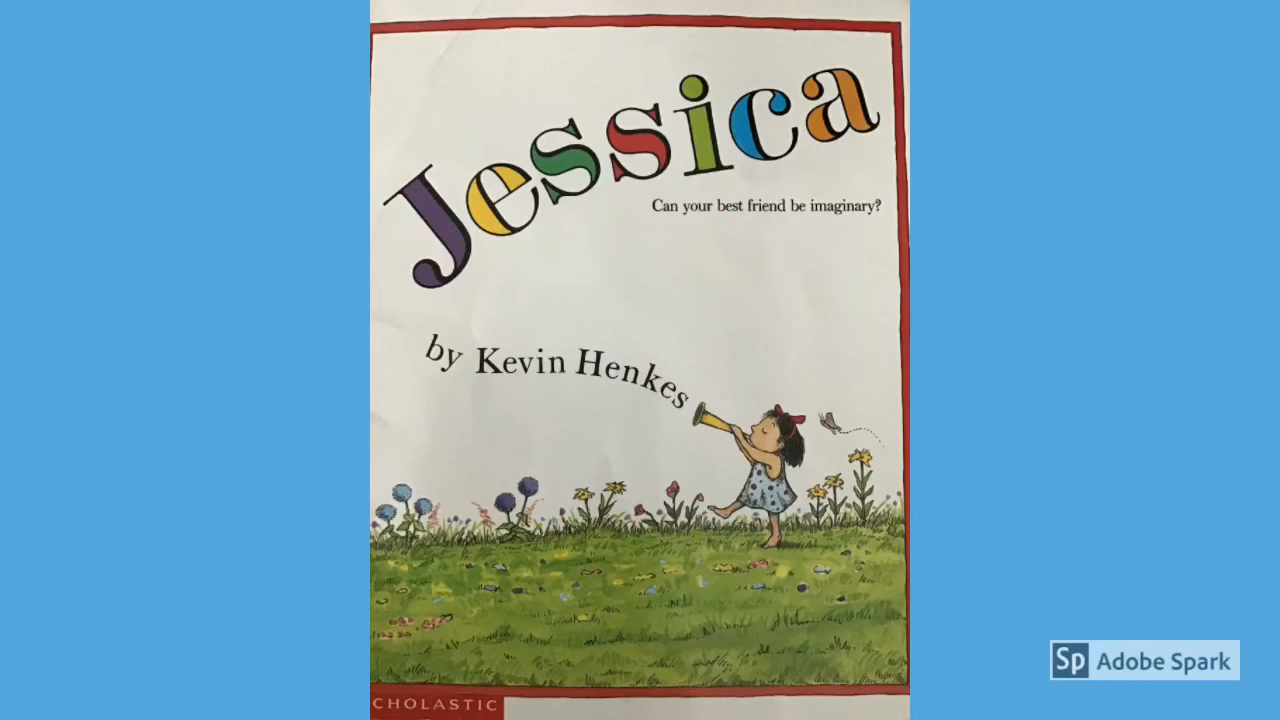 Jessica
Can your best friend be imaginary?
by Kevin Henkes
CHOLASTIC
Sp Adobe Spark